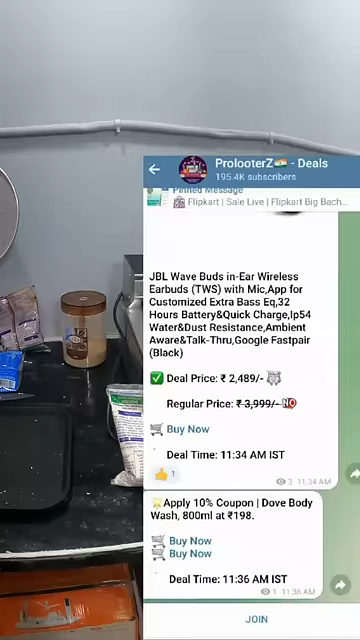 ProlooterZ🇮🇳 - Deals
195.4K subscribers
Pinned Message
Flipkart | Sale Live | Flipkart Big Bach...
JBL Wave Buds in-Ear Wireless
Earbuds (TWS) with Mic,App for
Customized Extra Bass Eq,32
Hours Battery&Quick Charge,Ip54
Water&Dust Resistance,Ambient
Aware&Talk-Thru,Google Fastpair
(Black)
✅ Deal Price: ₹ 2,489/-
Regular Price: ₹ 3,999/- NO
🛒 Buy Now
Deal Time: 11:34 AM IST
👍 1
3 11:34 AM
Apply 10% Coupon | Dove Body
Wash, 800ml at ₹198.
🛒 Buy Now
🛒 Buy Now
Deal Time: 11:36 AM IST
1 11:36 AM
JOIN